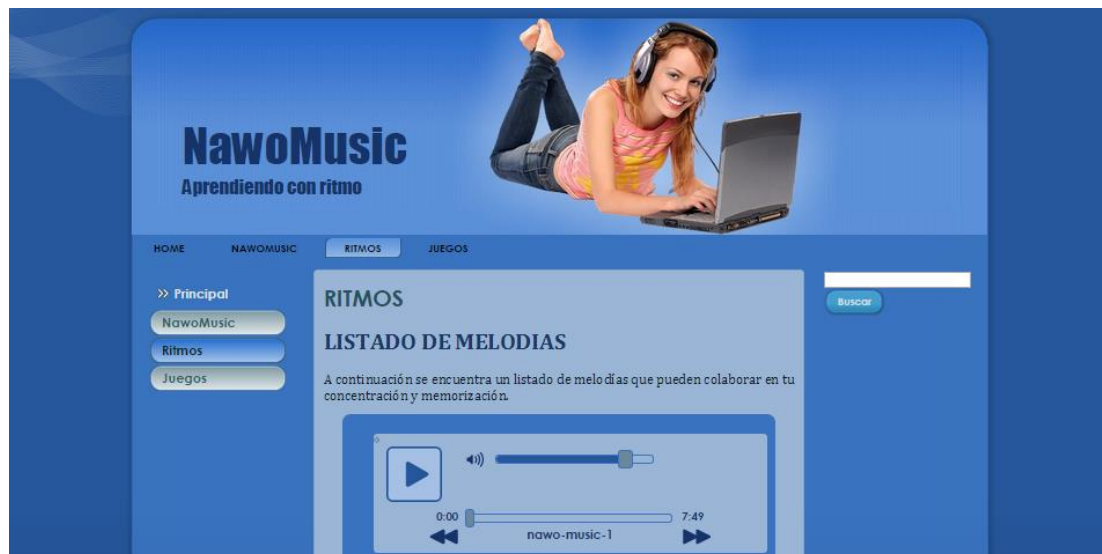 NawoMusic
Aprendiendo con ritmo
HOME NAWOMUSIC RITMOS JUEGOS
>> Principal
NawoMusic
Ritmos
Juegos
RITMOS
LISTADO DE MELODIAS
A continuación se encuentra un listado de melodías que pueden colaborar en tu
concentración y memorización.
0:00 7:49
nawo-music-1
Buscar